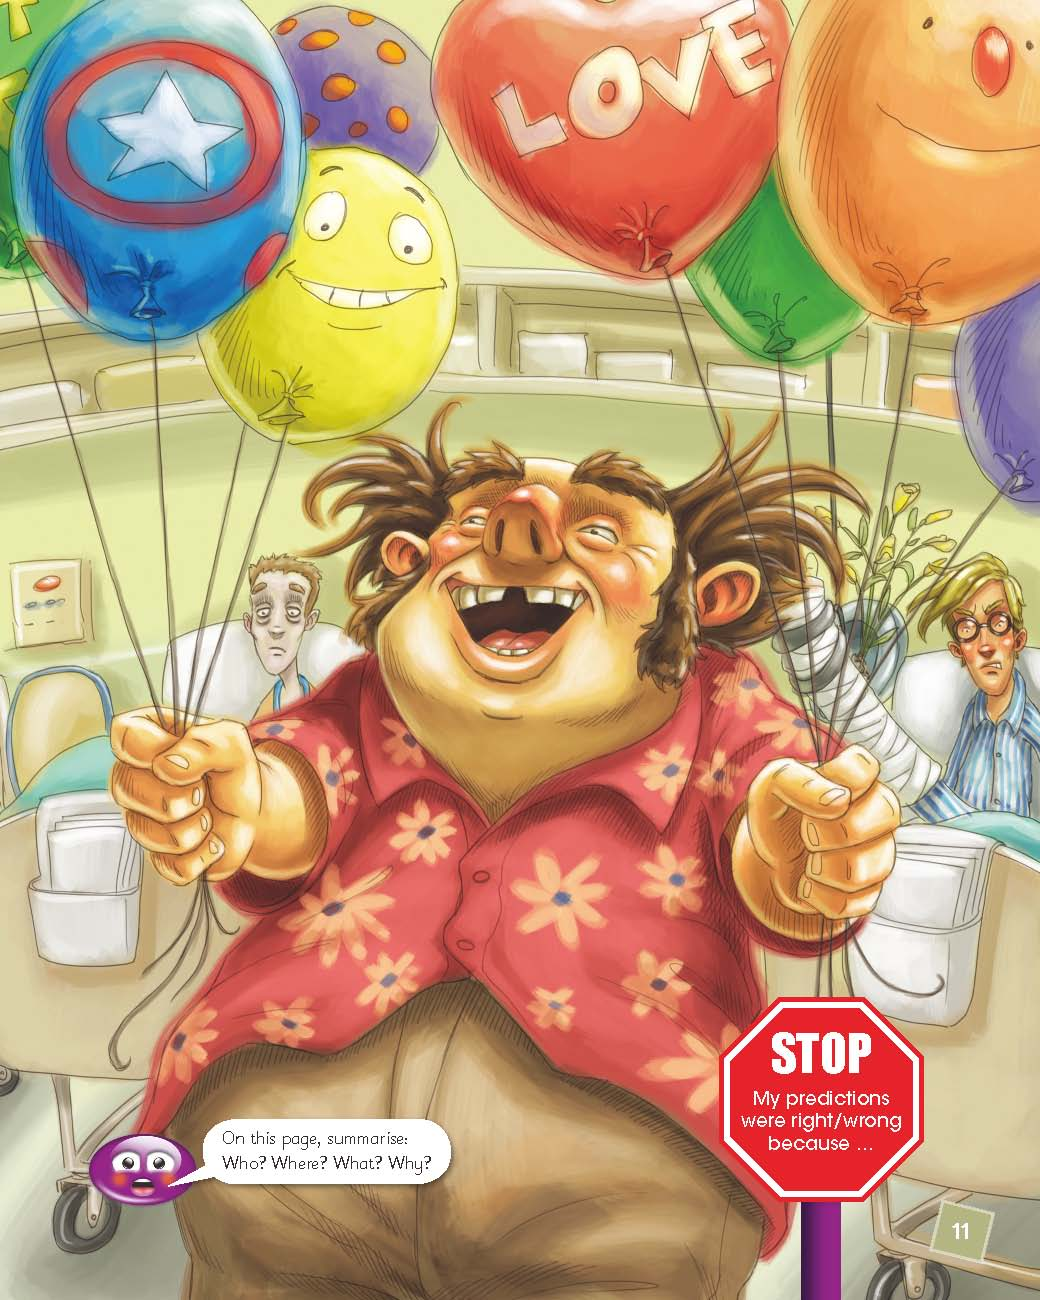 LOVE
STOP
My predictions
were right/wrong
because ...
On this page, summarise:
Who? Where? What? Why?
11